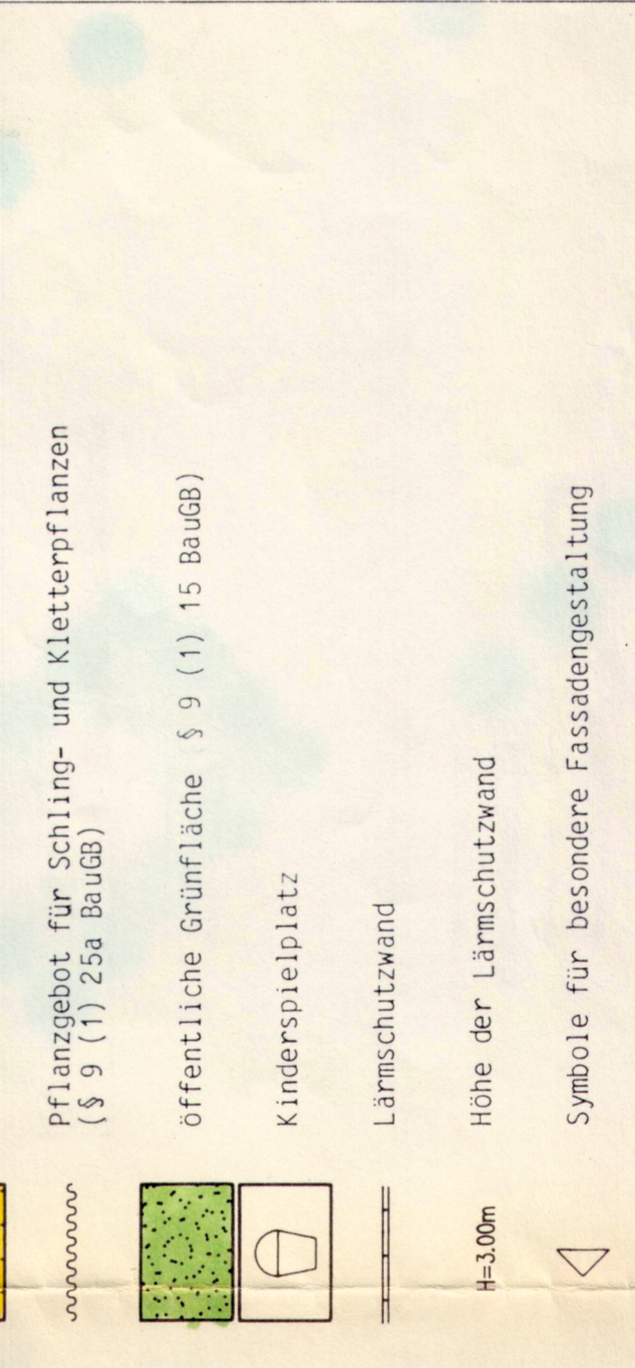 Pflanzgebot für Schling- und Kletterpflanzen
(§ 9 (1) 25a BauGB)
öffentliche Grünfläche (§ 9 (1) 15 BauGB)
Kinderspielplatz
Lärmschutzwand
H=3.00m Höhe der Lärmschutzwand
Symbole für besondere Fassadengestaltung